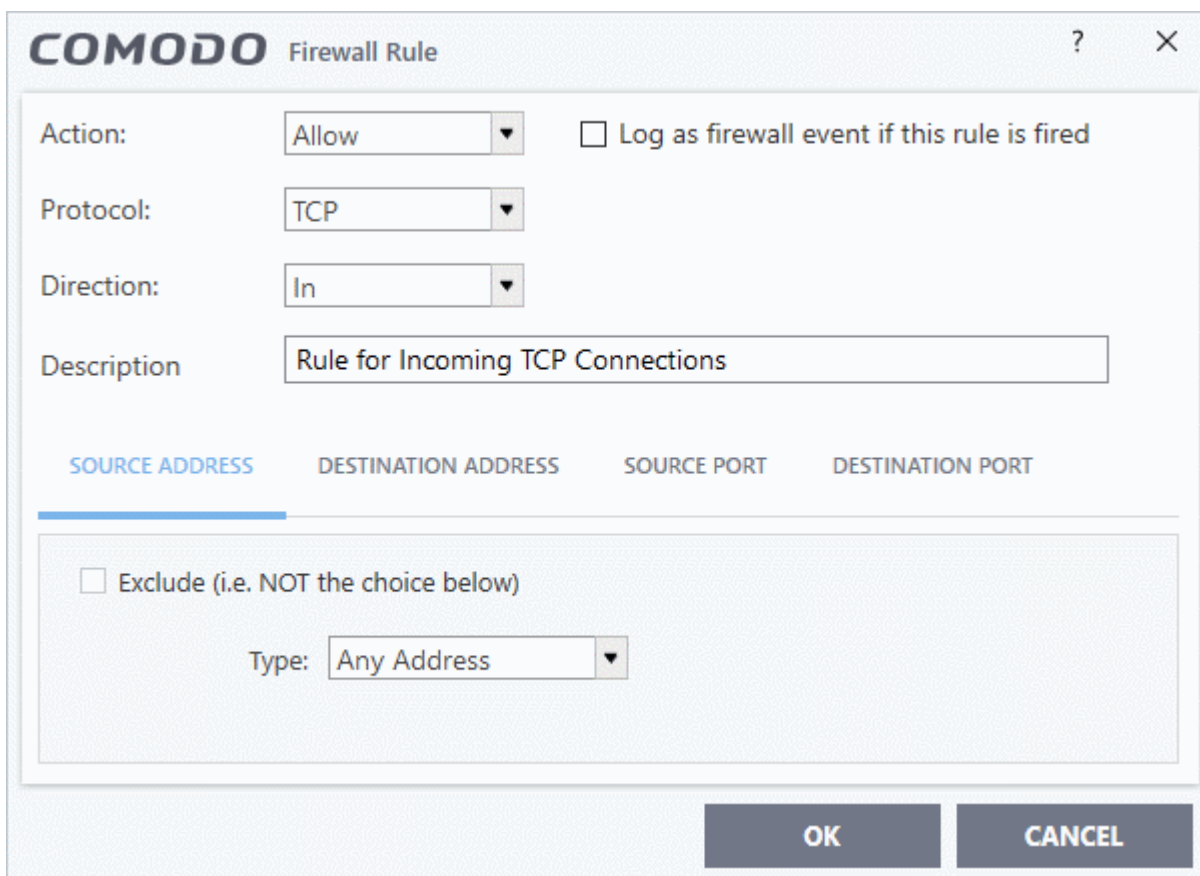 COMODO Firewall Rule ?
Action: Allow Log as firewall event if this rule is fired
Protocol: TCP
Direction: In
Description Rule for Incoming TCP Connections
SOURCE ADDRESS DESTINATION ADDRESS SOURCE PORT DESTINATION PORT
Exclude (i.e. NOT the choice below)
Type: Any Address
OK CANCEL